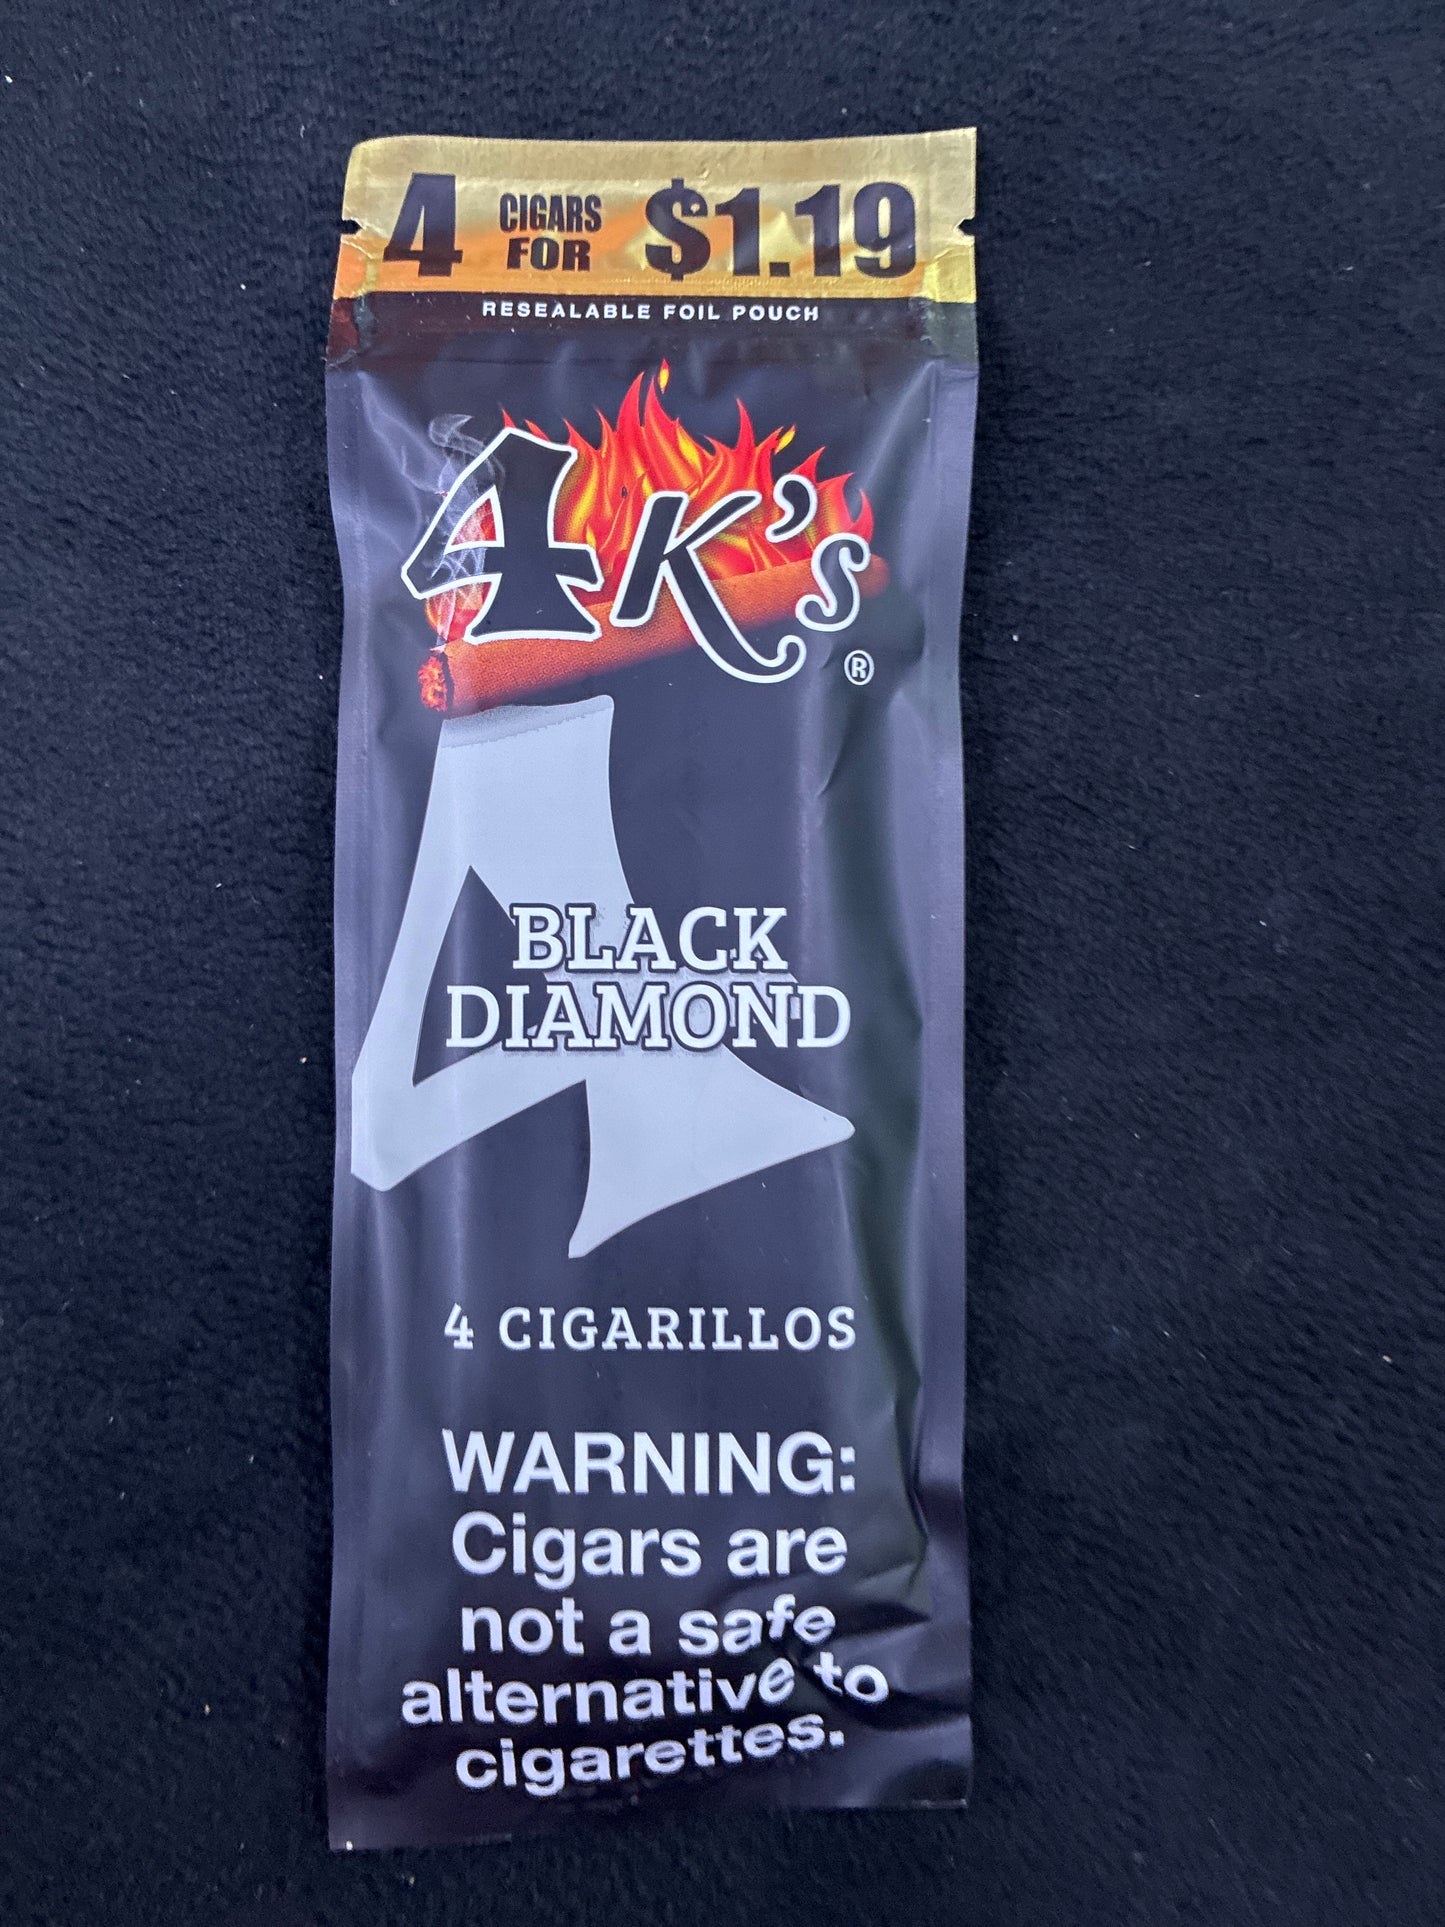 4 CIGARS FOR $1.19
RESEALABLE FOIL POUCH
4K's®
BLACK
DIAMOND
4 CIGARILLOS
WARNING:
Cigars are
not a safe
alternative to
cigarettes.